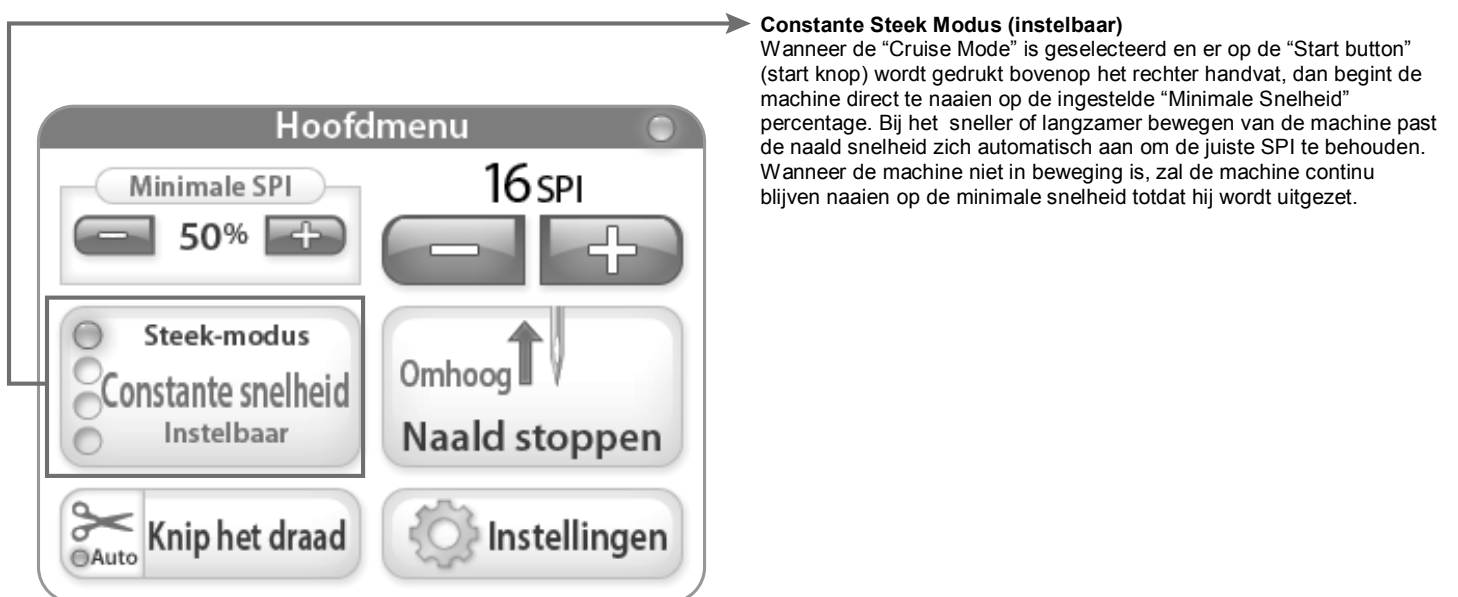 Constante Steek Modus (instelbaar)
Wanneer de “Cruise Mode” is geselecteerd en er op de “Start button”
(start knop) wordt gedrukt bovenop het rechter handvat, dan begint de
machine direct te naaien op de ingestelde “Minimale Snelheid”
percentage. Bij het sneller of langzamer bewegen van de machine past
de naald snelheid zich automatisch aan om de juiste SPI te behouden.
Wanneer de machine niet in beweging is, zal de machine continu
blijven naaien op de minimale snelheid totdat hij wordt uitgezet.
Hoofdmenu
Minimale SPI
50%
16 SPI
Steek-modus
Constante snelheid
Instelbaar
Omhoog
Naald stoppen
Auto
Knip het draad
Instellingen